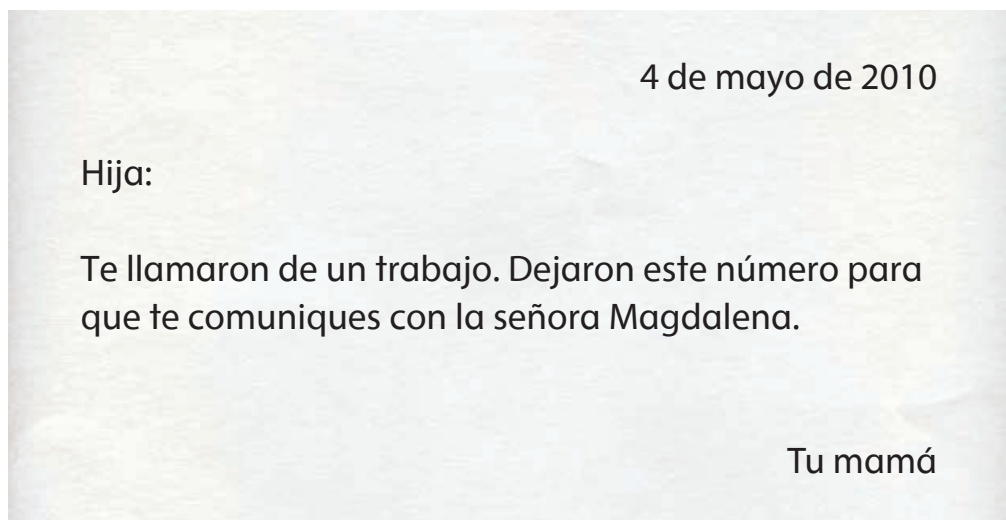 4 de mayo de 2010
Hija:
Te llamaron de un trabajo. Dejaron este número para
que te comuniques con la señora Magdalena.
Tu mamá